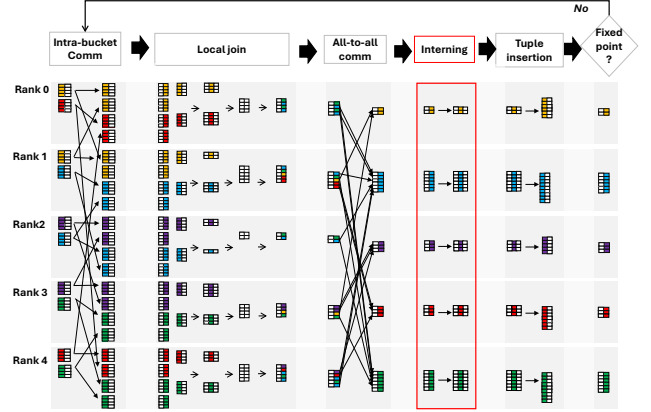 No
Intra-bucket
Comm
Local join
All-to-all
comm
Interning
Tuple
insertion
Fixed
point
?
Rank 0
Rank 1
Rank2
Rank 3
Rank 4